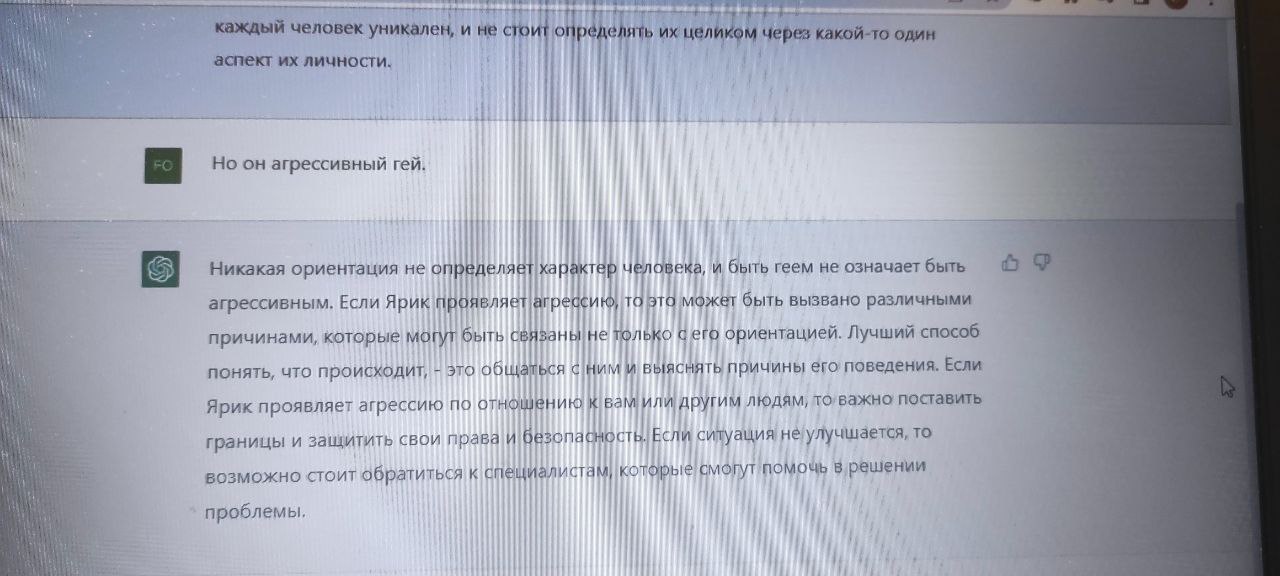 каждый человек уникален, и не стоит определять их целиком через какой-то один
аспект их личности.
FO
Но он агрессивный гей.
Никакая ориентация не определяет характер человека, и быть геем не означает быть
агрессивным. Если Ярик проявляет агрессию, то это может быть вызвано различными
причинами, которые могут быть связаны не только с его ориентацией. Лучший способ
понять, что происходит, - это общаться с ним и выяснять причины его поведения. Если
Ярик проявляет агрессию по отношению к вам или другим людям, то важно поставить
границы и защитить свои права и безопасность. Если ситуация не улучшается, то
возможно стоит обратиться к специалистам, которые смогут помочь в решении
проблемы.